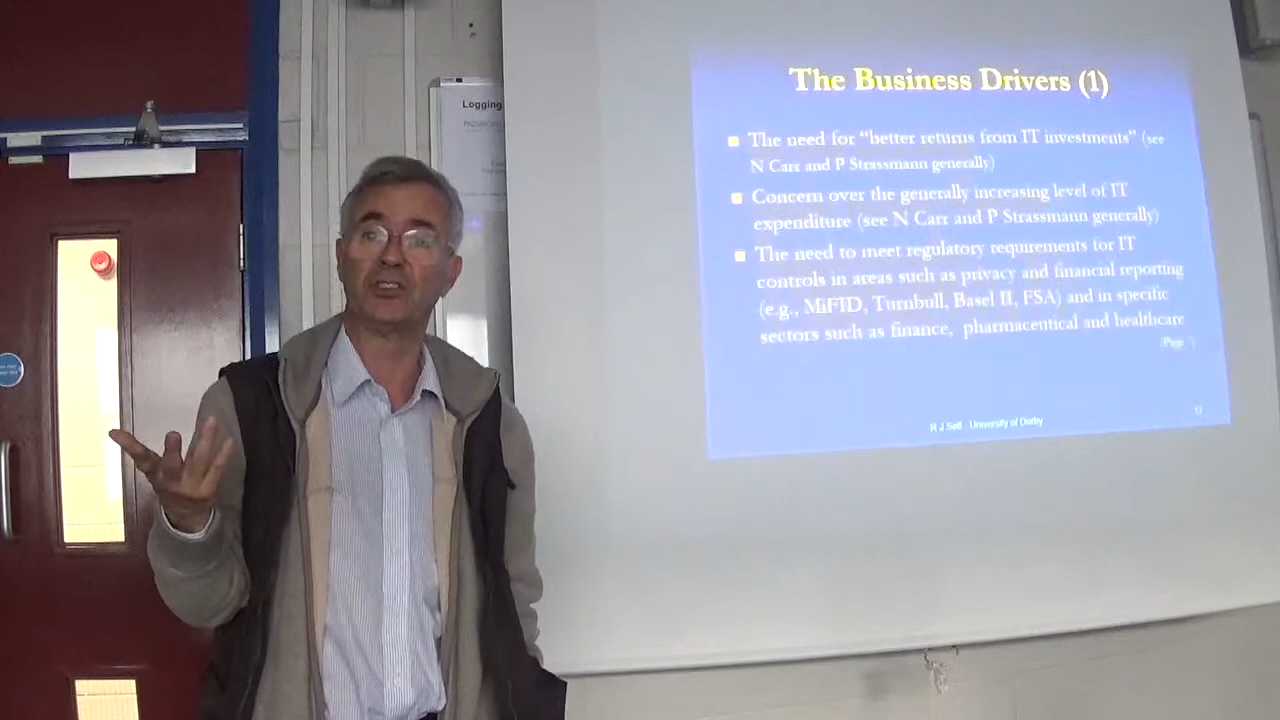 Logging
The Business Drivers (1)
The need for “better returns from IT investments” (see
N Carr and P Strassmann generally)
Concern over the generally increasing level of IT
expenditure (see N Carr and P Strassmann generally)
The need to meet regulatory requirements for IT
controls in areas such as privacy and financial reporting
(e.g., MiFID, Turnbull, Basel II, FSA) and in specific
sectors such as finance, pharmaceutical and healthcare
(Page
R J Self University of Derby